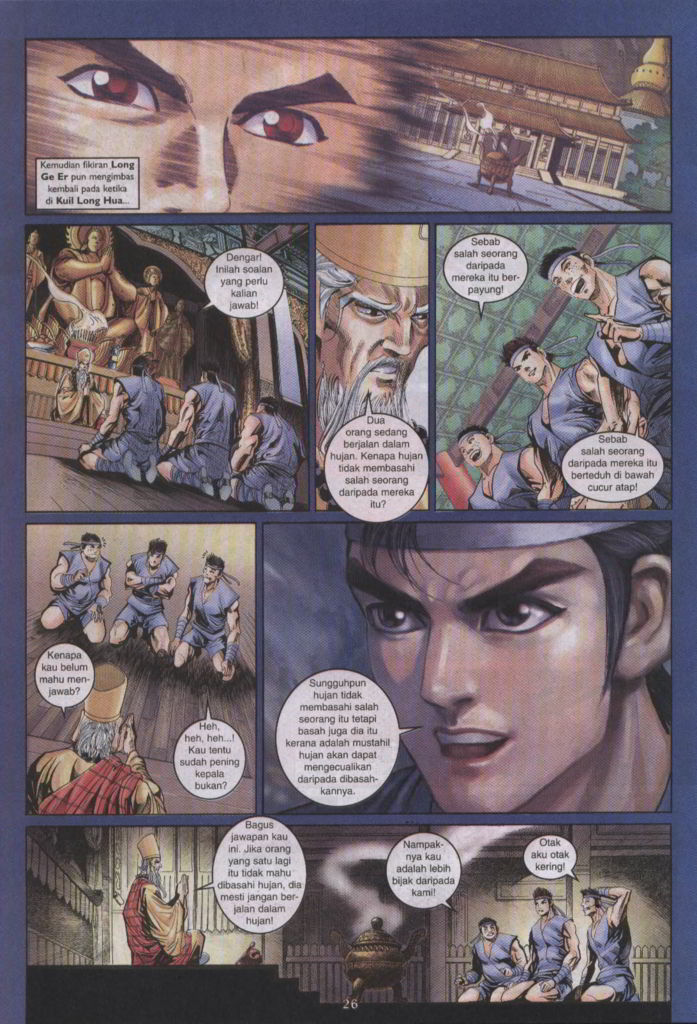 Kemudian fikiran Long
Ge Er pun mengimbas
kembali pada ketika
di Kuil Long Hua...
Dengar!
Inilah soalan
yang perlu
kalian
jawab!
Dua
orang sedang
berjalan dalam
hujan. Kenapa hujan
tidak membasahi
salah seorang
daripada mereka
itu?
Sebab
salah seorang
daripada mereka
itu ber-
payung!
Sebab
salah seorang
daripada mereka itu
berteduh di bawah
cucur atap!
Kenapa
kau belum
mahu men-
jawab?
Heh,
heh, heh...!
Kau tentu
sudah pening
kepala
bukan?
Sungguhpun
hujan tidak
membasahi salah
seorang itu tetapi
basah juga dia itu
kerana adalah mustahil
hujan akan dapat
mengecualikan
daripada dibasah-
kannya.
Bagus
jawapan kau
ini. Jika orang
yang satu lagi
itu tidak mahu
dibasahi hujan, dia
mesti jangan ber-
jalan dalam
hujan!
Nampak-
nya kau
adalah lebih
bijak daripada
kami!
Otak
aku otak
kering!
26